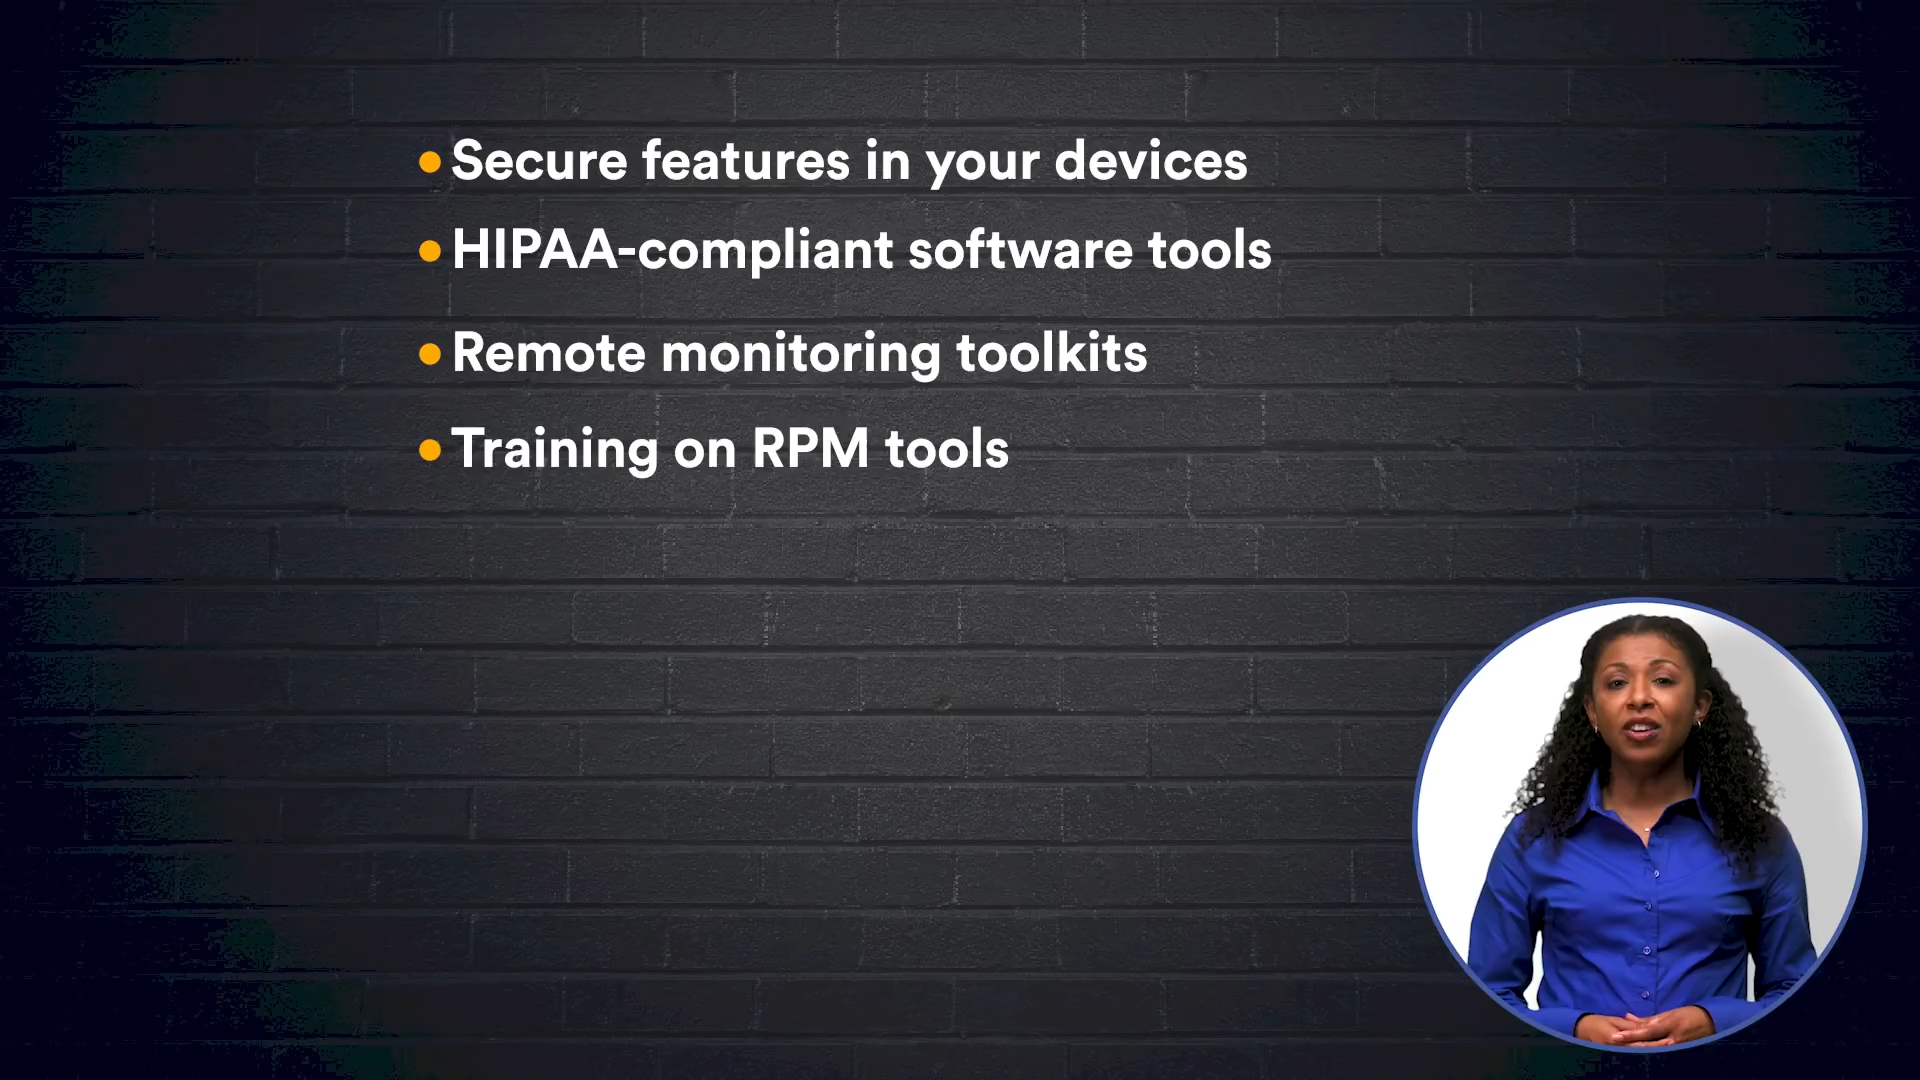 Secure features in your devices
HIPAA-compliant software tools
Remote monitoring toolkits
Training on RPM tools